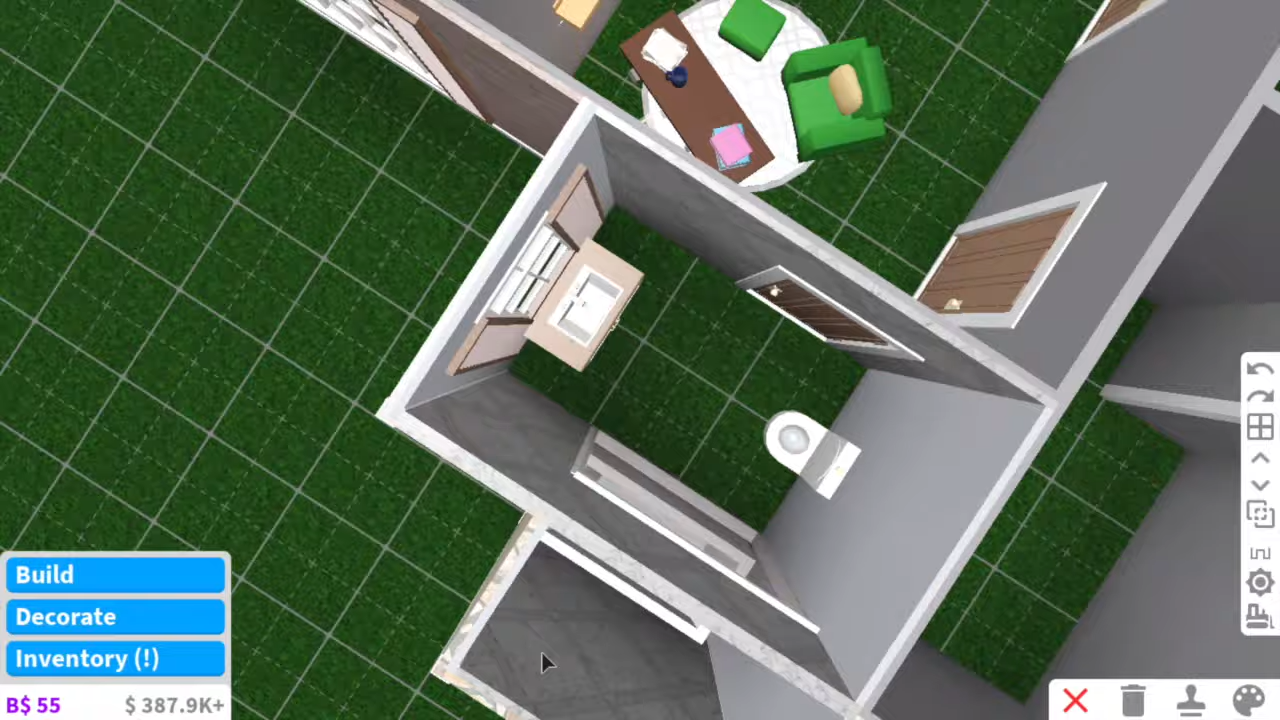 Build
Decorate
Inventory (!)
B$ 55
$ 387.9K+